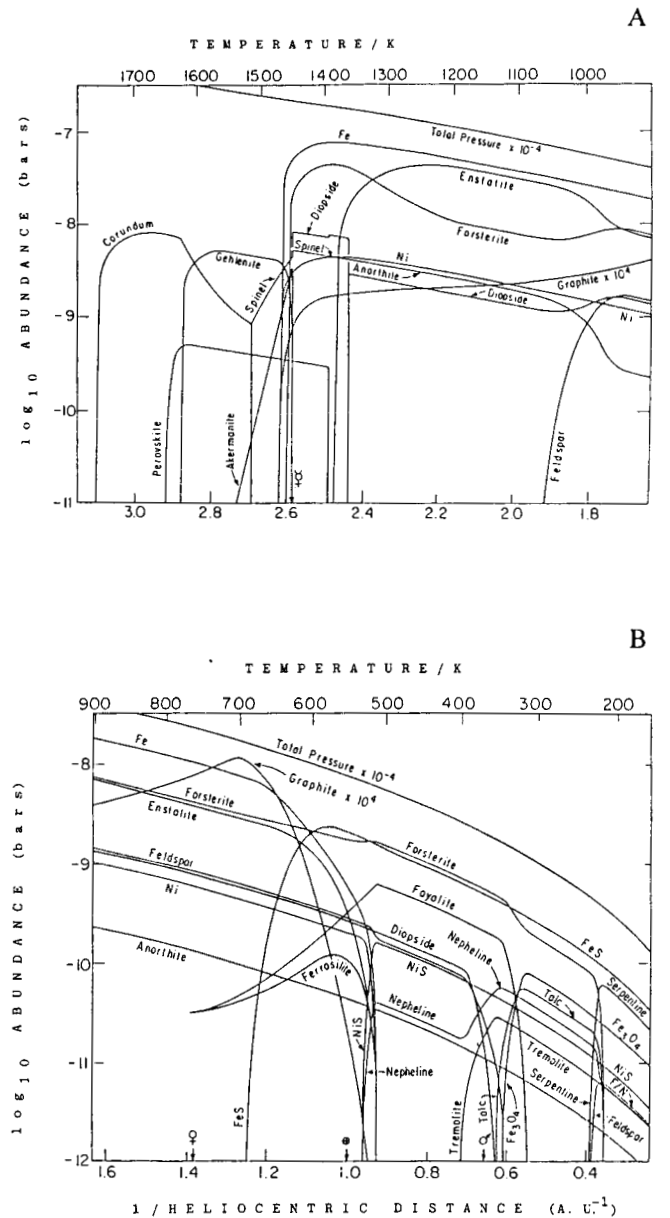 A
TEMPERATURE/K
1700 1600 1500 1400 1300 1200 1100 1000
log10 ABUNDANCE (bars)
-7
-8
-9
-10
-11
Total Pressure x 10-4
Fe
Enstatite
Diopside
Corundum
Forsterite
Spinel
Ni
Gehlenite
Anorthite
Graphite x 104
Spinel
Diopside
Ni
Perovskite
Akermanite
Feldspar
3.0 2.8 2.6 2.4 2.2 2.0 1.8
B
TEMPERATURE/K
900 800 700 600 500 400 300 200
log10 ABUNDANCE (bars)
-8
-9
-10
-11
-12
Total Pressure x 10-4
Fe
Graphite x 104
Forsterite
Enstatite
Forsterite
Feldspar
Fayalite
Ni
FeS
Nepheline
Diopside
Anorthite
NiS
Serpentine
Ferrosilite
Talc
Fe3O4
Nepheline
NiS
Tremolite
NiS
F/N
Nepheline
Serpentine
FeS
Tremolite
Talc
Fe3O4
Feldspar
1.6 1.4 1.2 1.0 0.8 0.6 0.4
1/HELIOCENTRIC DISTANCE (A. U.-1)